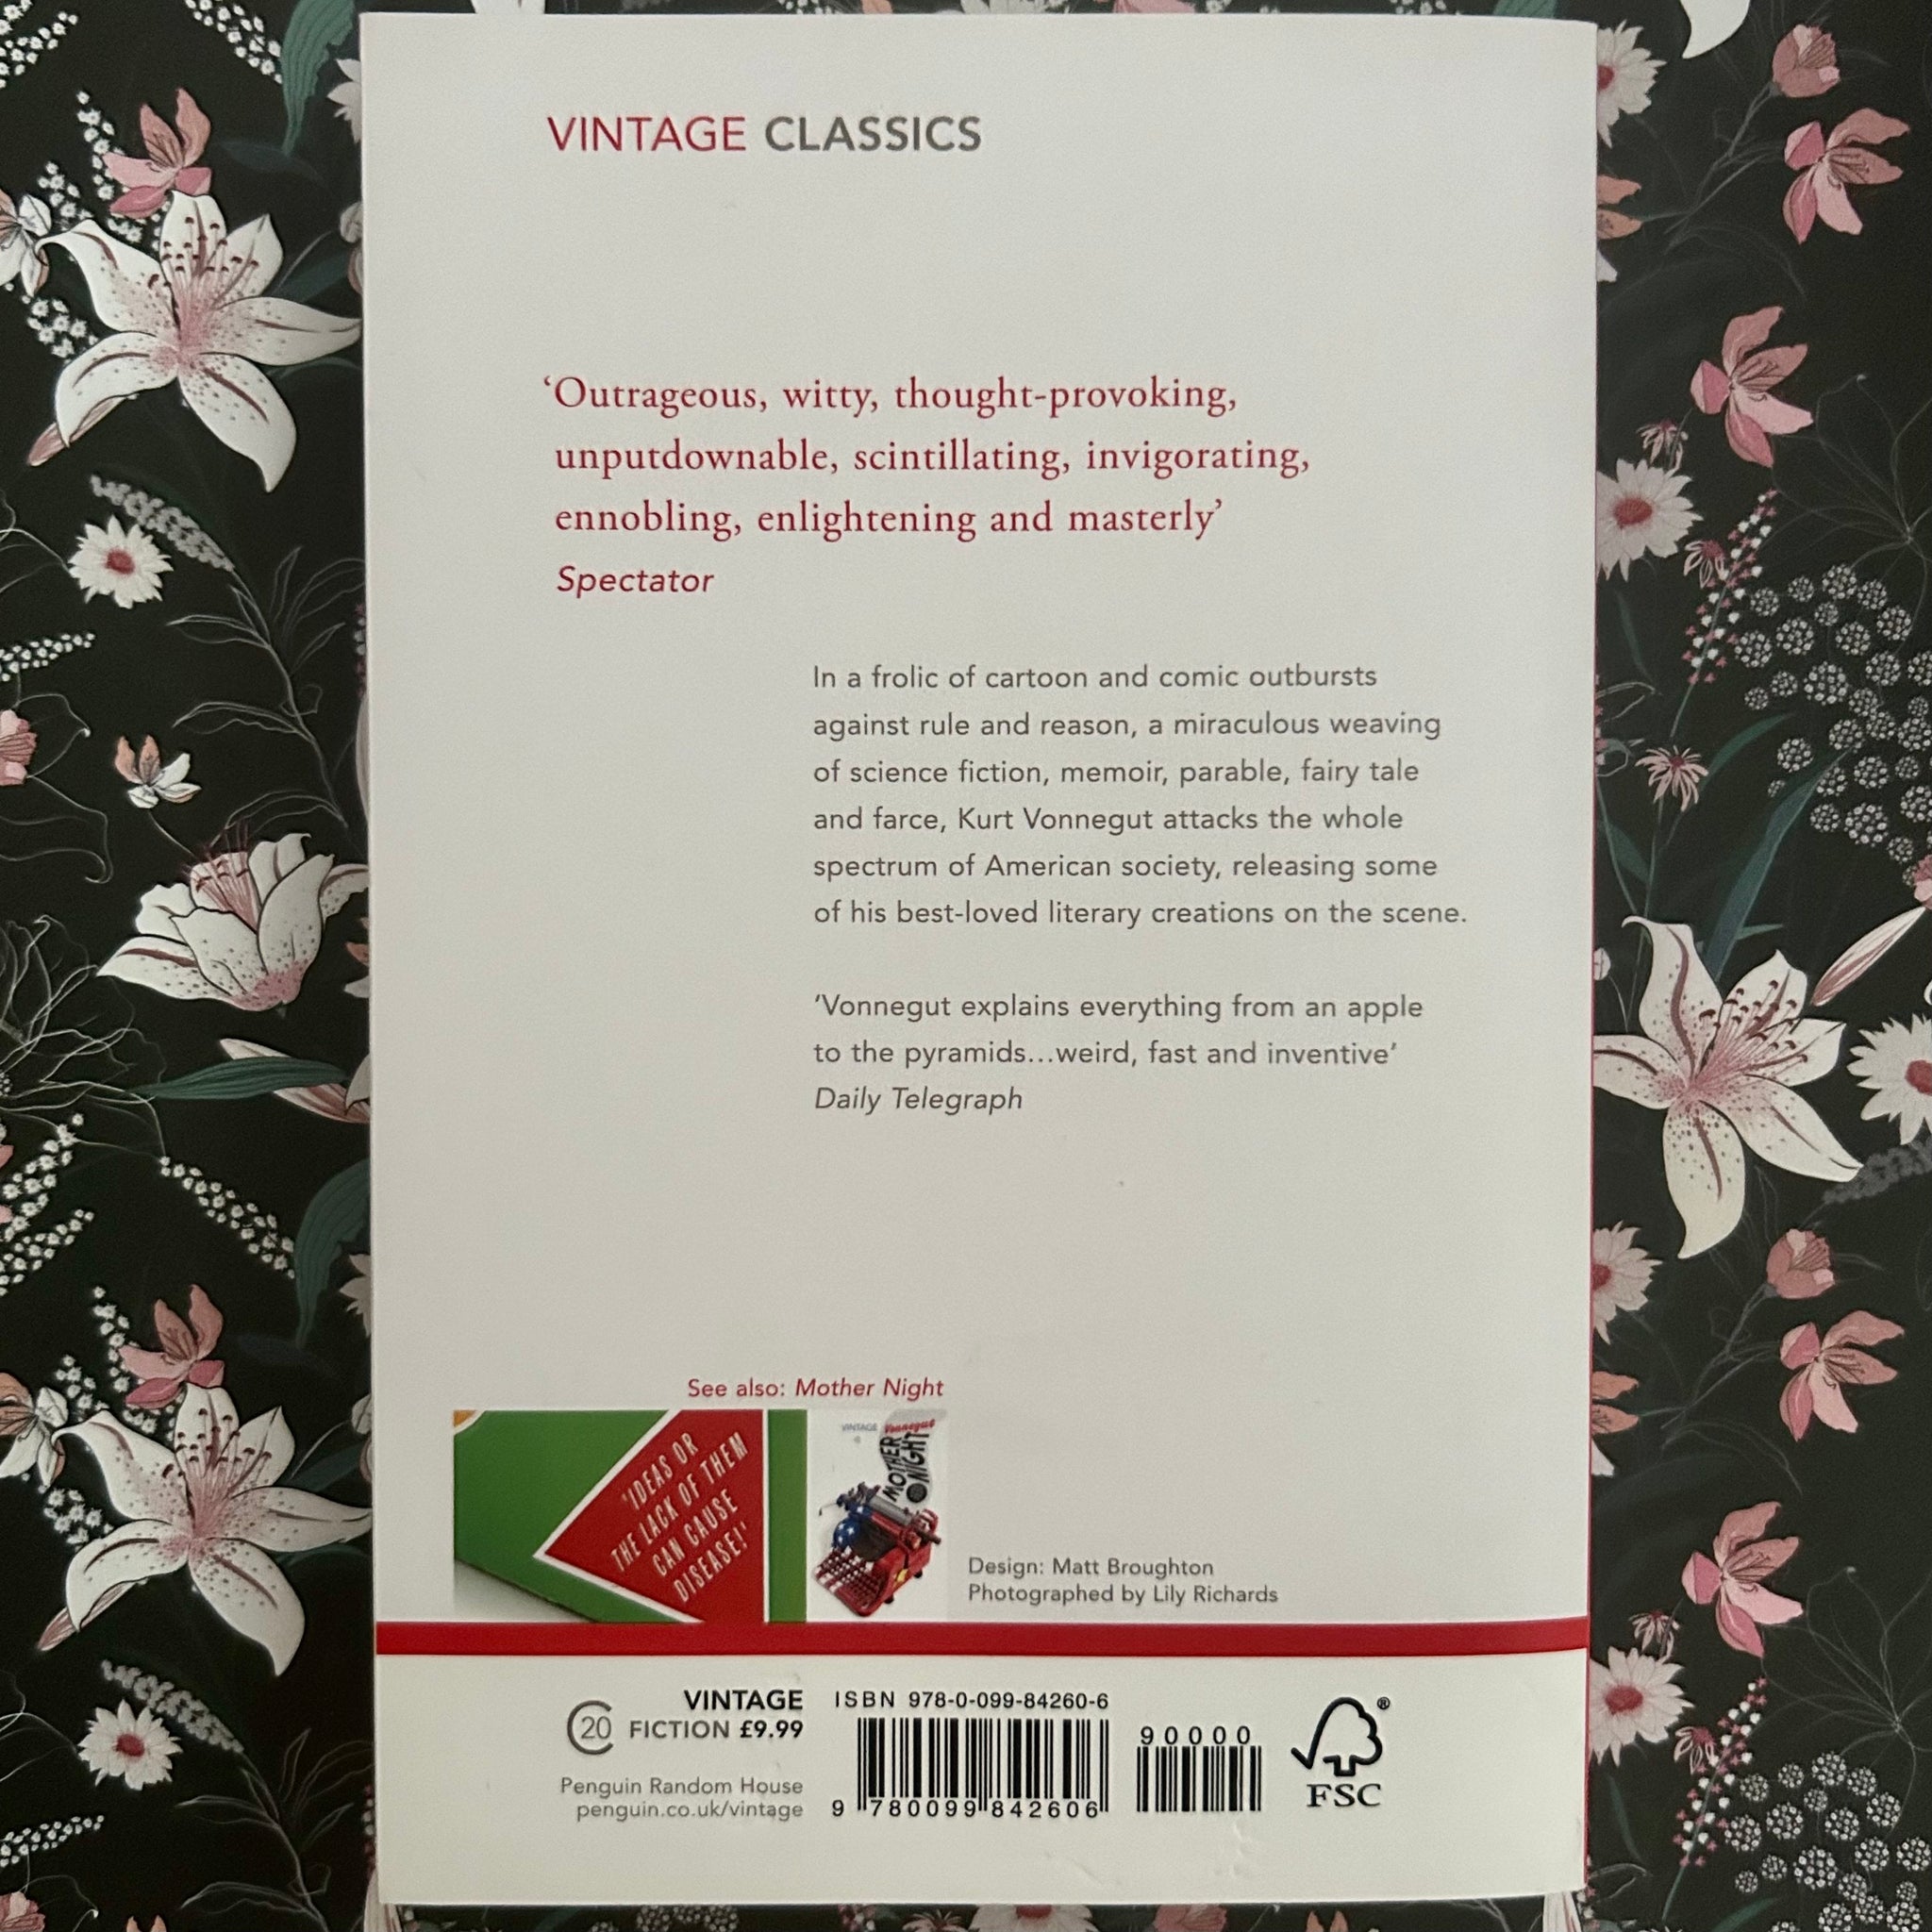 VINTAGE CLASSICS
‘Outrageous, witty, thought-provoking,
unputdownable, scintillating, invigorating,
ennobling, enlightening and masterly’
Spectator
In a frolic of cartoon and comic outbursts
against rule and reason, a miraculous weaving
of science fiction, memoir, parable, fairy tale
and farce, Kurt Vonnegut attacks the whole
spectrum of American society, releasing some
of his best-loved literary creations on the scene.
‘Vonnegut explains everything from an apple
to the pyramids...weird, fast and inventive’
Daily Telegraph
See also: Mother Night
‘IDEAS OR
THE LACK OF THEM
CAN CAUSE
DISEASE!’
VINTAGE
Vonnegut
MOTHER
NIGHT
Design: Matt Broughton
Photographed by Lily Richards
C20
VINTAGE
FICTION £9.99
Penguin Random House
penguin.co.uk/vintage
ISBN 978-0-099-84260-6
9 780099 842606
90000
®
FSC